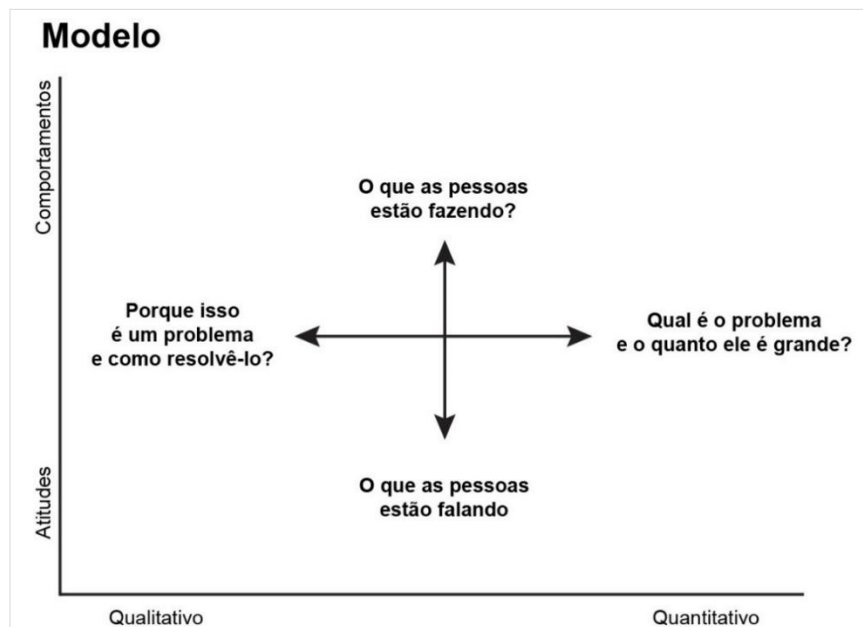 Modelo
Comportamentos
O que as pessoas
estão fazendo?
Porque isso
é um problema
e como resolvê-lo?
Qual é o problema
e o quanto ele é grande?
O que as pessoas
estão falando
Atitudes
Qualitativo
Quantitativo